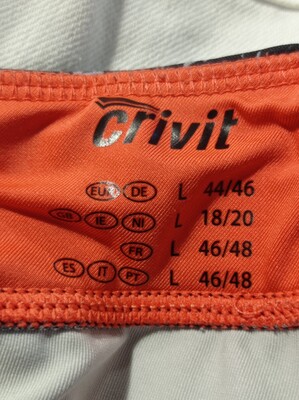 Crivit
EUR DE L 44/46
GB IE NI L 18/20
FR L 46/48
ES IT PT L 46/48